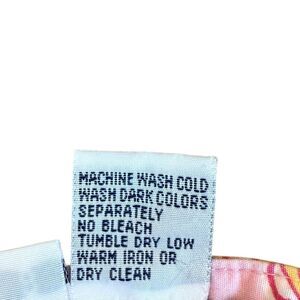 MACHINE WASH COLD
WASH DARK COLORS
SEPARATELY
NO BLEACH
TUMBLE DRY LOW
WARM IRON OR
DRY CLEAN